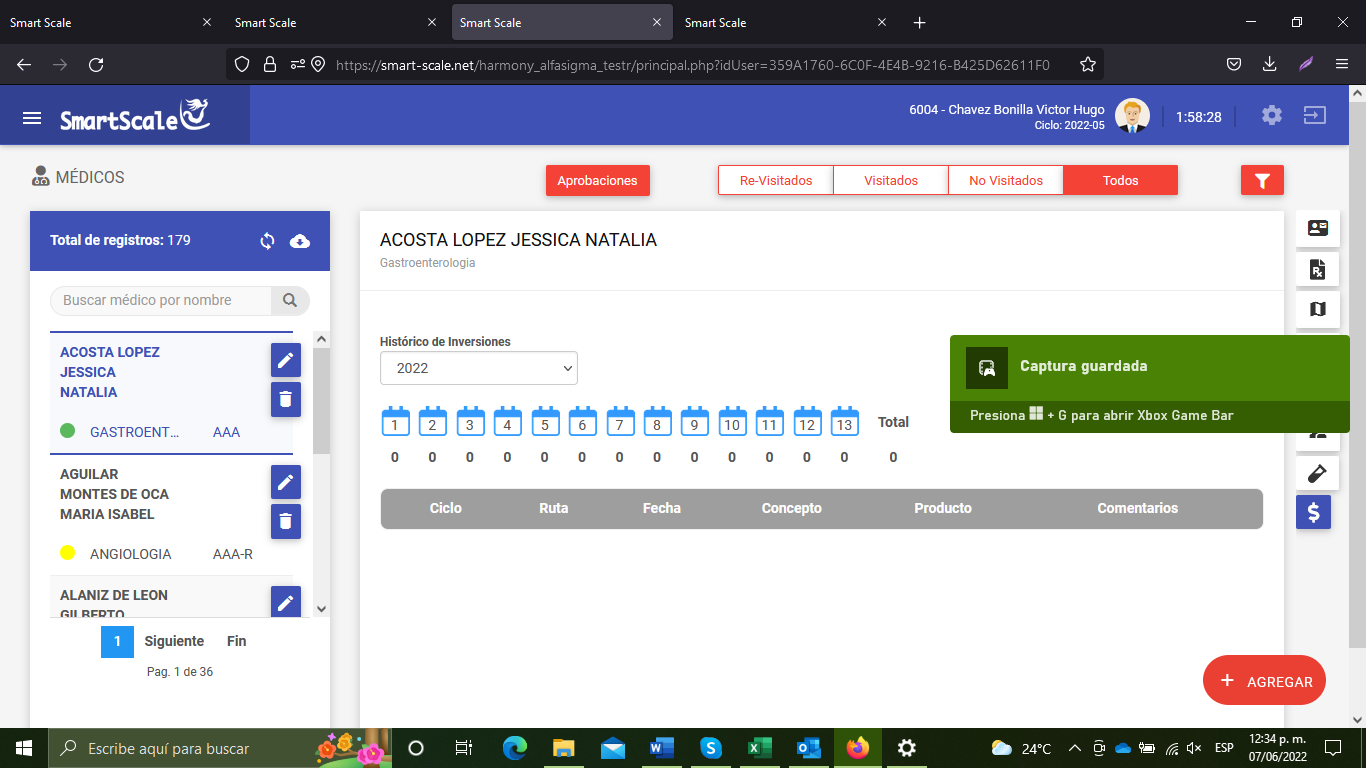 Smart Scale
Smart Scale
Smart Scale
Smart Scale
https://smart-scale.net/harmony_alfasigma_testr/principal.php?idUser=359A1760-6C0F-4E4B-9216-B425D62611F0
SmartScale
6004 - Chavez Bonilla Victor Hugo
Ciclo: 2022-05
1:58:28
MÉDICOS
Aprobaciones
Re-Visitados
Visitados
No Visitados
Todos
Total de registros: 179
Buscar médico por nombre
ACOSTA LOPEZ
JESSICA
NATALIA
GASTROENT... AAA
AGUILAR
MONTES DE OCA
MARIA ISABEL
ANGIOLOGIA AAA-R
ALANIZ DE LEON
GILBERTO
1 Siguiente Fin
Pag. 1 de 36
ACOSTA LOPEZ JESSICA NATALIA
Gastroenterologia
Histórico de Inversiones
2022
1 2 3 4 5 6 7 8 9 10 11 12 13 Total
0 0 0 0 0 0 0 0 0 0 0 0 0 0
Ciclo Ruta Fecha Concepto Producto Comentarios
Captura guardada
Presiona + G para abrir Xbox Game Bar
Rx
$
+ AGREGAR
Escribe aquí para buscar
24°C
ESP
12:34 p. m.
07/06/2022